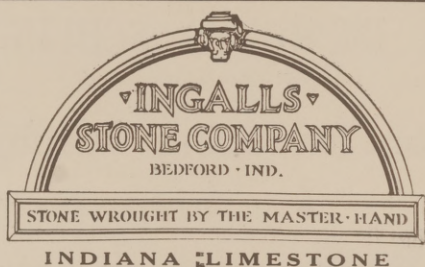 INGALLS
STONE COMPANY
BEDFORD · IND.
STONE WROUGHT BY THE MASTER · HAND
INDIANA LIMESTONE